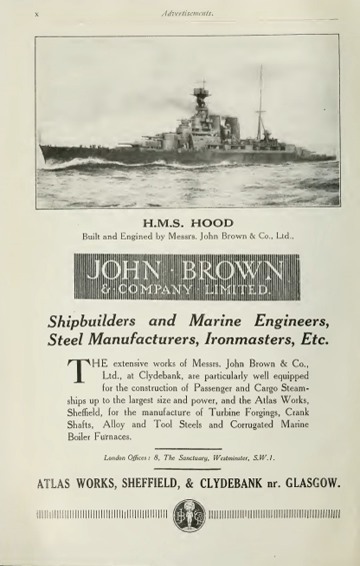 x
Advertisements.
H.M.S. HOOD
Built and Engined by Messrs. John Brown & Co., Ltd.,
JOHN · BROWN
& · COMPANY · LIMITED.
Shipbuilders and Marine Engineers,
Steel Manufacturers, Ironmasters, Etc.
THE extensive works of Messrs. John Brown & Co.,
Ltd., at Clydebank, are particularly well equipped
for the construction of Passenger and Cargo Steam-
ships up to the largest size and power, and the Atlas Works,
Sheffield, for the manufacture of Turbine Forgings, Crank
Shafts, Alloy and Tool Steels and Corrugated Marine
Boiler Furnaces.
London Offices: 8, The Sanctuary, Westminster, S.W.1.
ATLAS WORKS, SHEFFIELD, & CLYDEBANK nr. GLASGOW.